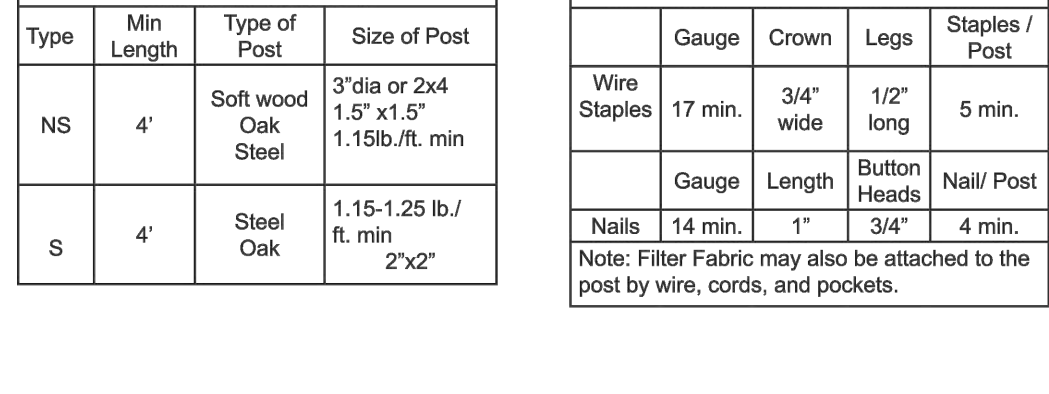 Type
Min
Length
Type of
Post
Size of Post
NS
4’
Soft wood
Oak
Steel
3”dia or 2x4
1.5” x1.5”
1.15lb./ft. min
S
4’
Steel
Oak
1.15-1.25 lb./
ft. min
2”x2”
Gauge
Crown
Legs
Staples /
Post
Wire
Staples
17 min.
3/4”
wide
1/2”
long
5 min.
Gauge
Length
Button
Heads
Nail/ Post
Nails
14 min.
1”
3/4”
4 min.
Note: Filter Fabric may also be attached to the
post by wire, cords, and pockets.